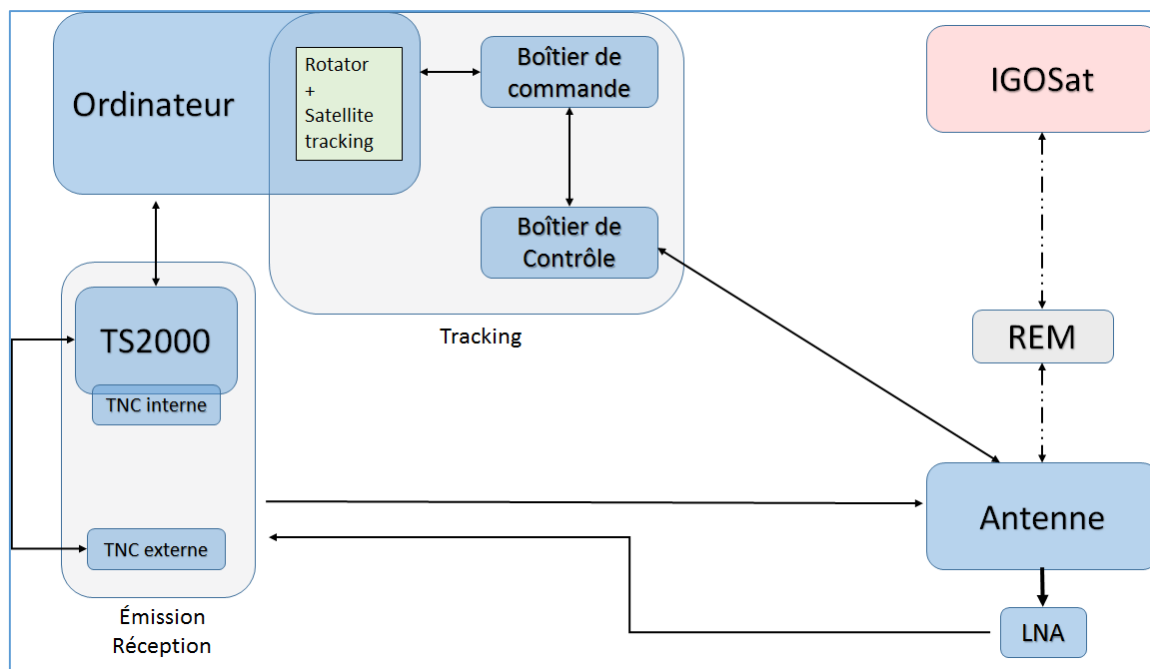 Ordinateur
Rotator
+
Satellite
tracking
Boîtier de
commande
IGOSat
Boîtier de
Contrôle
Tracking
TS2000
TNC interne
REM
TNC externe
Antenne
LNA
Émission
Réception